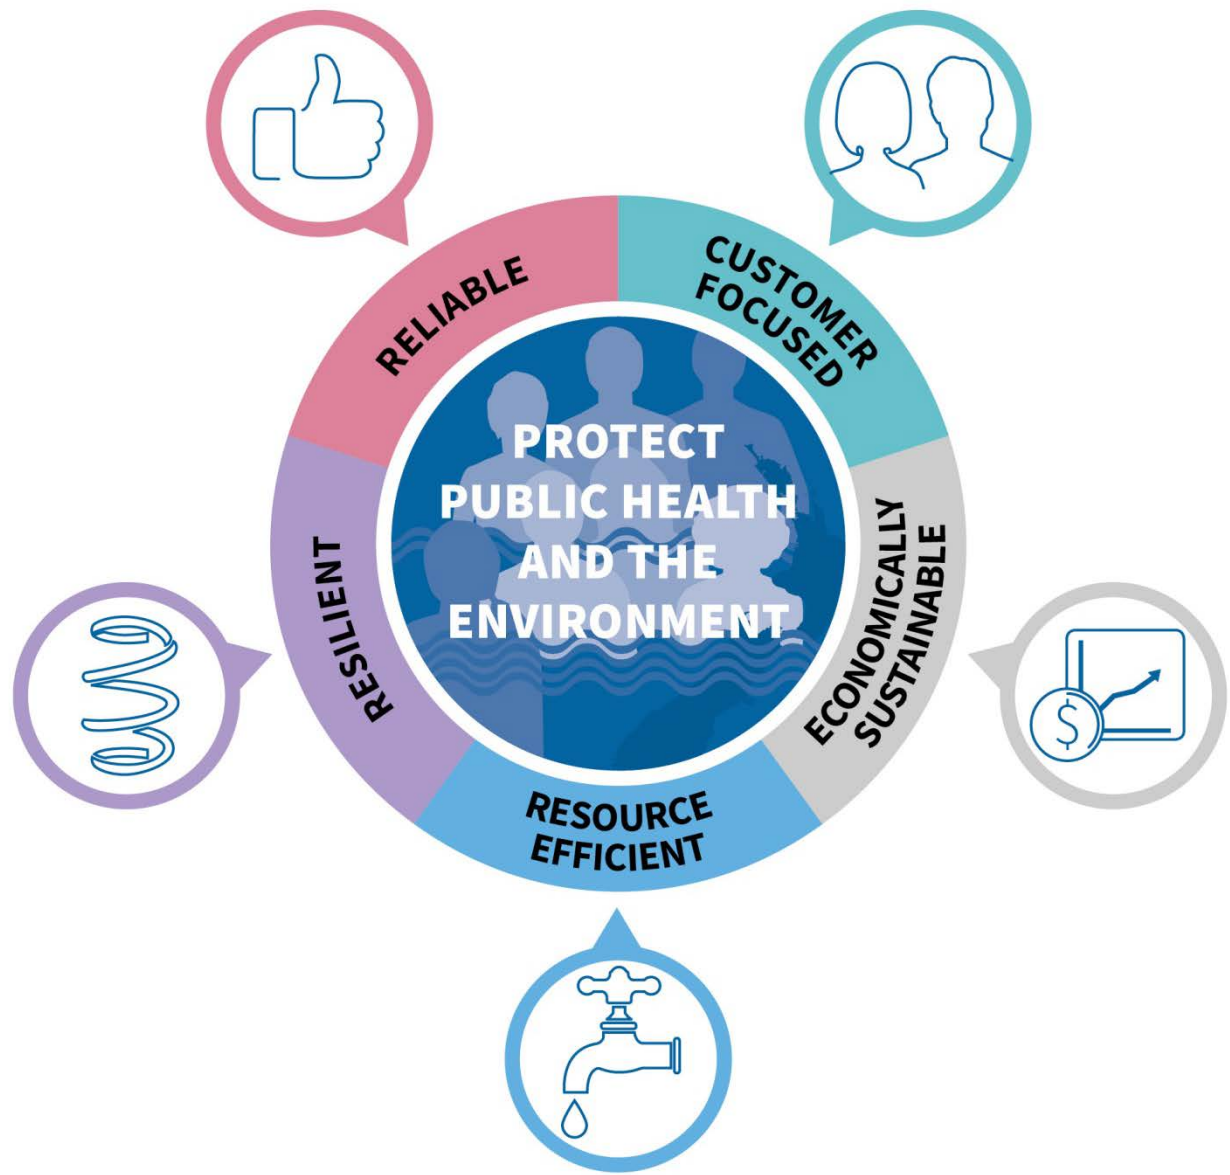 RELIABLE
CUSTOMER
FOCUSED
PROTECT
PUBLIC HEALTH
AND THE
ENVIRONMENT
RESILIENT
ECONOMICALLY
SUSTAINABLE
$
RESOURCE
EFFICIENT